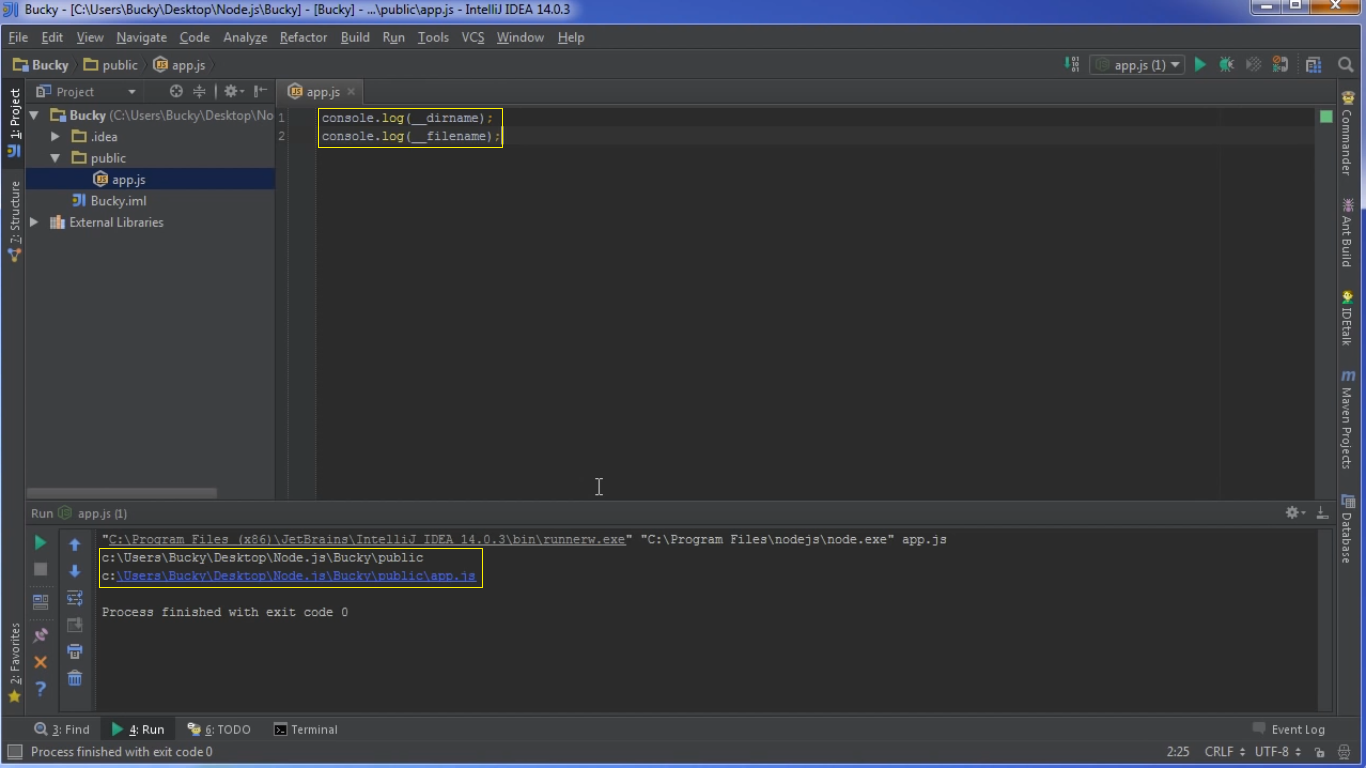 Bucky - [C:\Users\Bucky\Desktop\Node.js\Bucky] - [Bucky] - ...\public\app.js - IntelliJ IDEA 14.0.3
File Edit View Navigate Code Analyze Refactor Build Run Tools VCS Window Help
Bucky public app.js
app.js (1)
1: Project
7: Structure
2: Favorites
Project
Bucky (C:\Users\Bucky\Desktop\No
.idea
public
app.js
Bucky.iml
External Libraries
app.js
1 console.log(__dirname);
2 console.log(__filename);
Commander
Ant Build
IDEtalk
Maven Projects
Database
Run app.js (1)
"C:\Program Files (x86)\JetBrains\IntelliJ IDEA 14.0.3\bin\runnerw.exe" "C:\Program Files\nodejs\node.exe" app.js
c:\Users\Bucky\Desktop\Node.js\Bucky\public
c:\Users\Bucky\Desktop\Node.js\Bucky\public\app.js
Process finished with exit code 0
3: Find 4: Run 6: TODO Terminal Event Log
Process finished with exit code 0 2:25 CRLF UTF-8